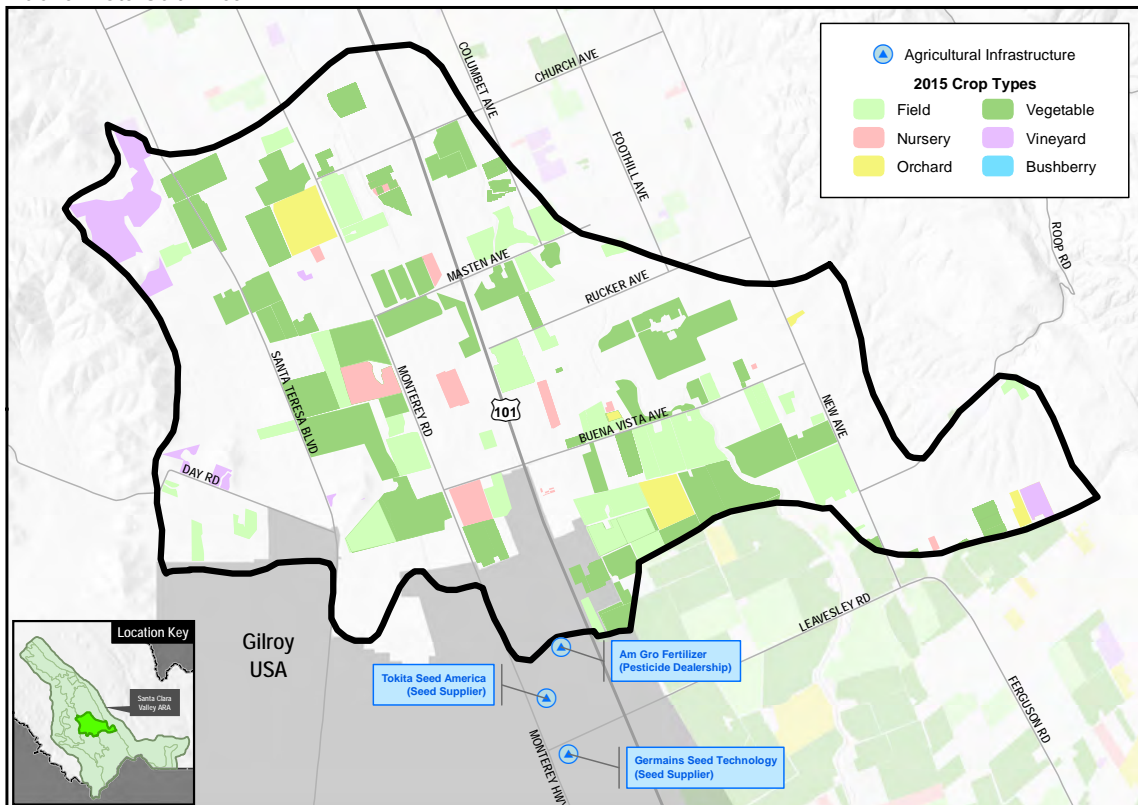 COLUMBET AVE
CHURCH AVE
FOOTHILL AVE
ROOP RD
MASTEN AVE
RUCKER AVE
SANTA TERESA BLVD
MONTEREY RD
101
BUENA VISTA AVE
NEW AVE
DAY RD
LEAVESLEY RD
FERGUSON RD
MONTEREY HWY
Gilroy
USA
Agricultural Infrastructure
2015 Crop Types
Field
Vegetable
Nursery
Vineyard
Orchard
Bushberry
Am Gro Fertilizer
(Pesticide Dealership)
Tokita Seed America
(Seed Supplier)
Germains Seed Technology
(Seed Supplier)
Location Key
Santa Clara
Valley ARA